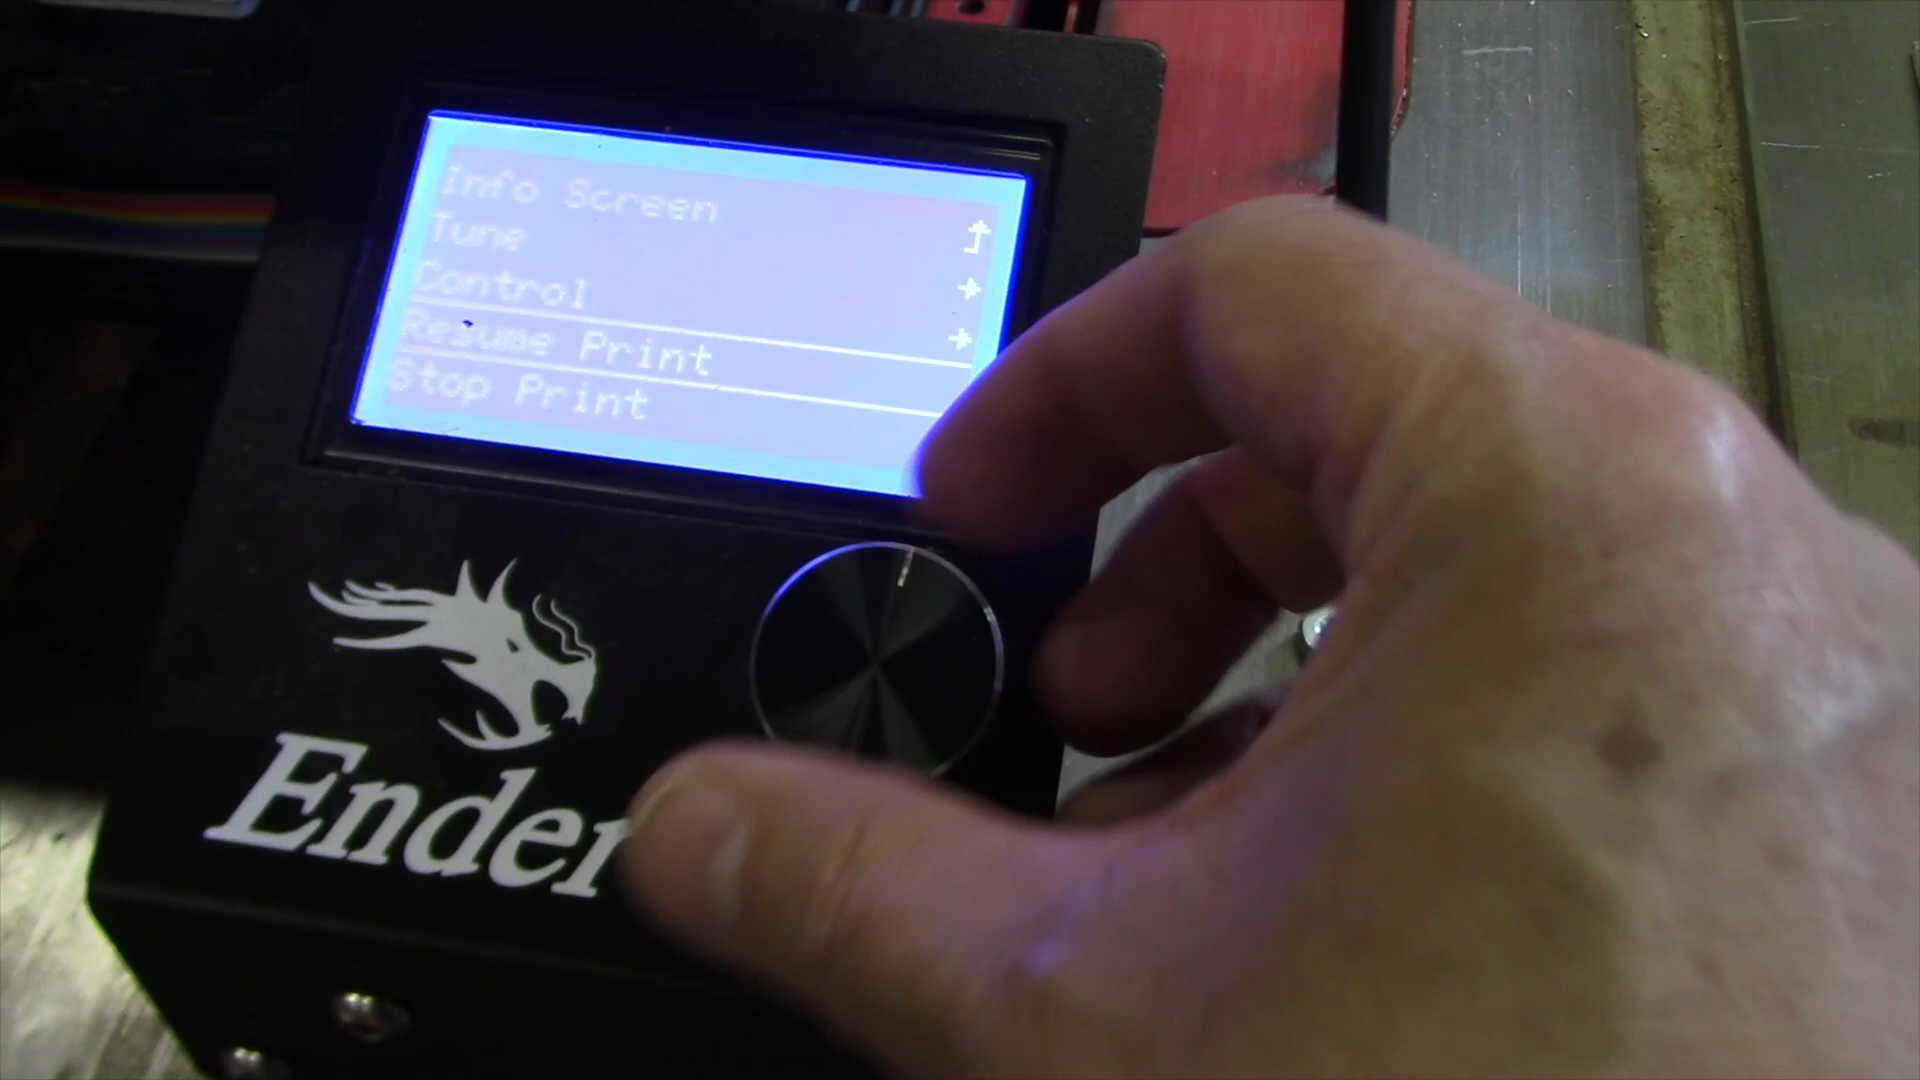 Info Screen
Tune
Control
Resume Print
Stop Print
Ender